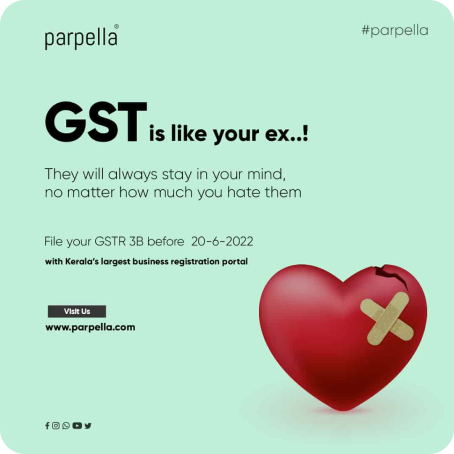 parpella®
#parpella
GST is like your ex..!
They will always stay in your mind,
no matter how much you hate them
File your GSTR 3B before 20-6-2022
with Kerala's largest business registration portal
Visit Us
www.parpella.com